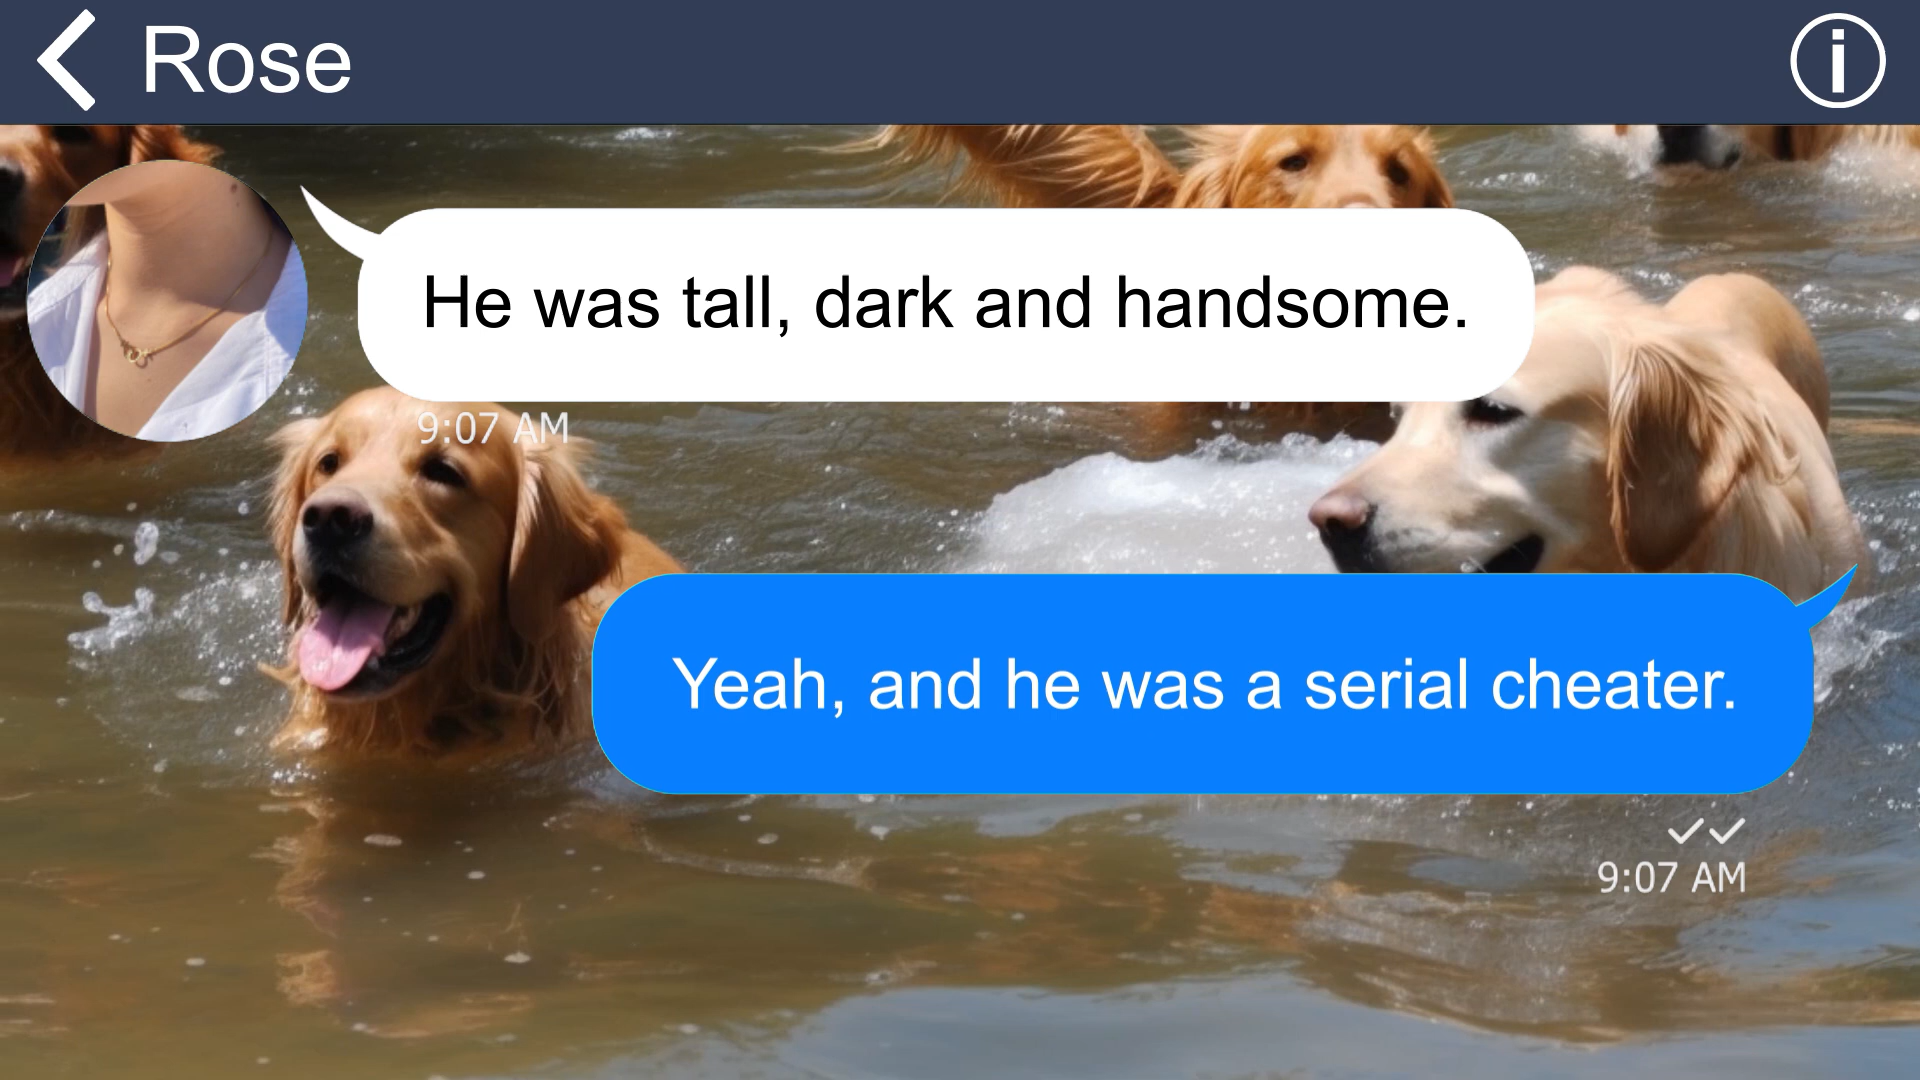 Rose
He was tall, dark and handsome.
9:07 AM
Yeah, and he was a serial cheater.
9:07 AM